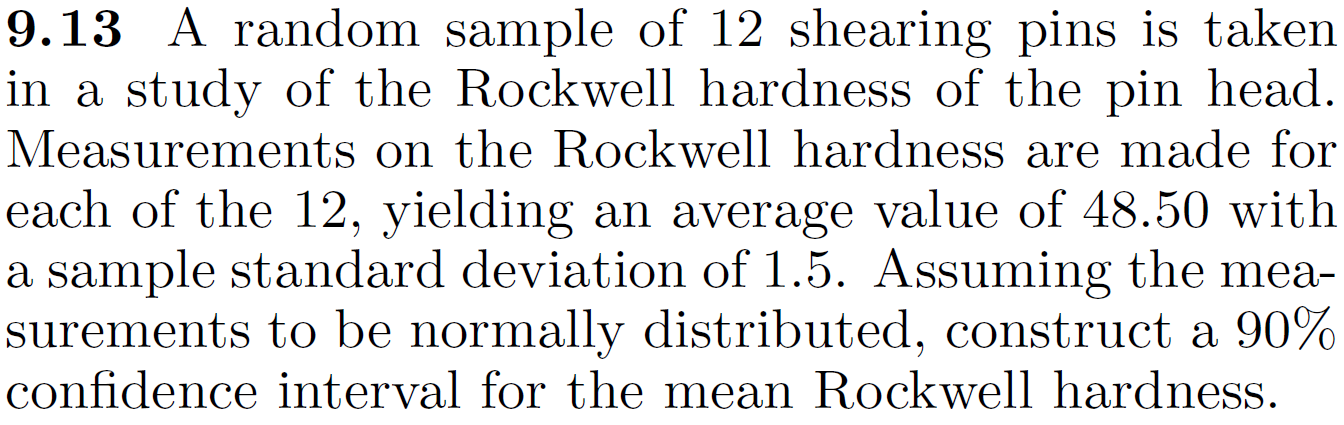 9.13 A random sample of 12 shearing pins is taken
in a study of the Rockwell hardness of the pin head.
Measurements on the Rockwell hardness are made for
each of the 12, yielding an average value of 48.50 with
a sample standard deviation of 1.5. Assuming the mea-
surements to be normally distributed, construct a 90%
confidence interval for the mean Rockwell hardness.